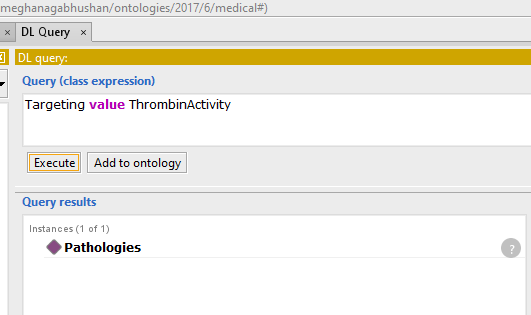 meghanagabhushan/ontologies/2017/6/medical#)
× DL Query ×
DL query:
Query (class expression)
Targeting value ThrombinActivity
Execute Add to ontology
Query results
Instances (1 of 1)
Pathologies ?